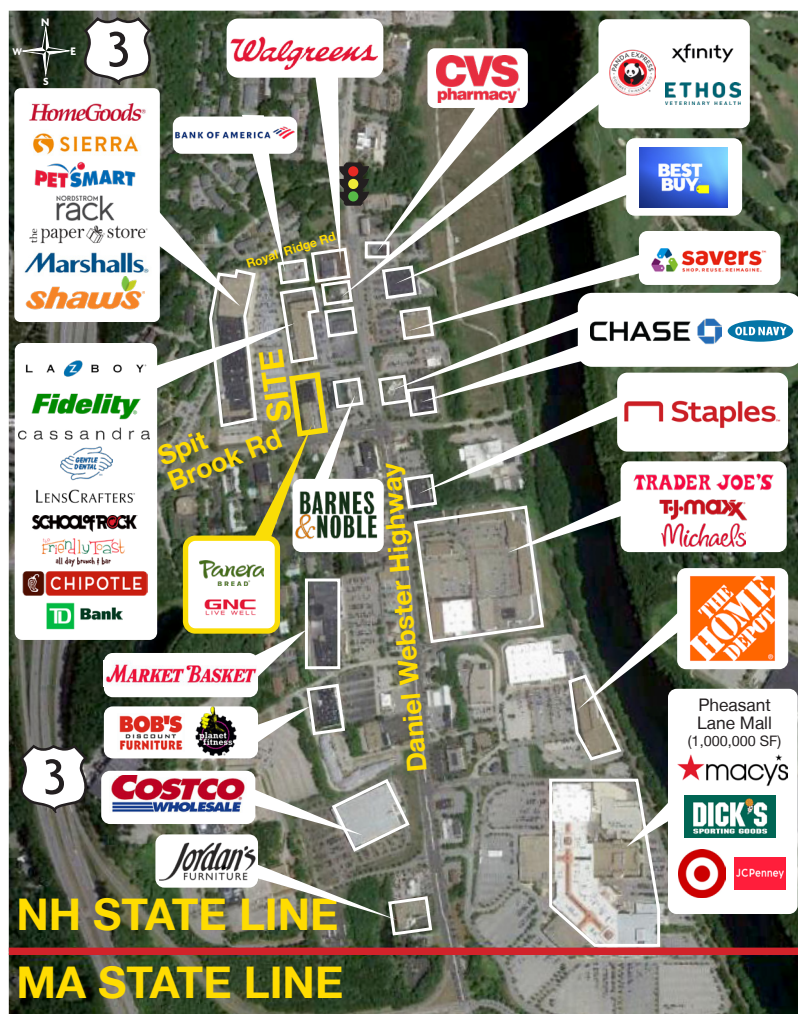 N
W E
S
3
Walgreens
CVS
pharmacy
PANDA EXPRESS
xfinity
ETHOS
VETERINARY HEALTH
HomeGoods
SIERRA
PETSMART
NORDSTROM
rack
the paper store
Marshalls
Shaw's
BANK OF AMERICA
BEST
BUY
savers
SHOP. REUSE. REIMAGINE.
Royal Ridge Rd
CHASE
OLD NAVY
LA Z BOY
Fidelity
cassandra
GENTLE
DENTAL
LENSCRAFTERS
SCHOOL of ROCK
The Friendly Toast
all day brunch + bar
CHIPOTLE
TD Bank
SITE
Spit
Brook Rd
Staples
BARNES
&NOBLE
TRADER JOE'S
T.J.maxx
Michaels
Panera
BREAD
GNC
LIVE WELL
Daniel Webster Highway
THE
HOME
DEPOT
MARKET BASKET
BOB'S
DISCOUNT
FURNITURE
planet
fitness
Pheasant
Lane Mall
(1,000,000 SF)
macy's
DICK'S
SPORTING GOODS
JCPenney
3
COSTCO
WHOLESALE
Jordan's
FURNITURE
NH STATE LINE
MA STATE LINE